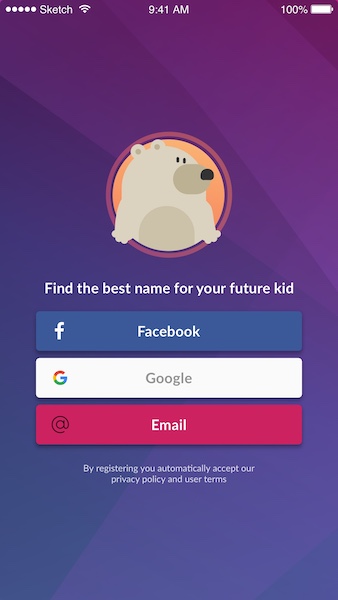 Sketch 9:41 AM 100%
Find the best name for your future kid
Facebook
Google
@ Email
By registering you automatically accept our
privacy policy and user terms